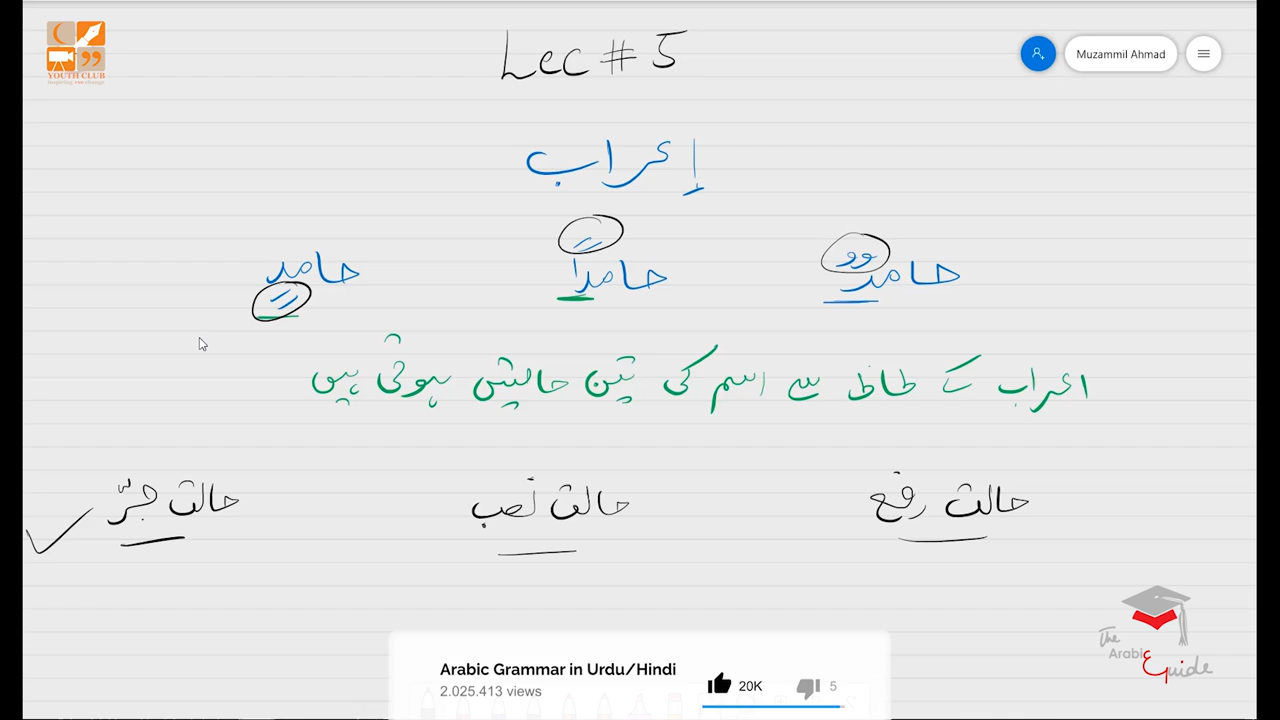 Lec # 5
YOUTH CLUB
Muzammil Ahmad
إعراب
حامدٌ حامدًا حامدٍ
اعراب کے لحاظ سے اسم کی تین حالتیں ہوتی ہیں
حالت رفع حالت نصب حالت جرّ
The Arabic Guide
Arabic Grammar in Urdu/Hindi
2.025.413 views
20K 5